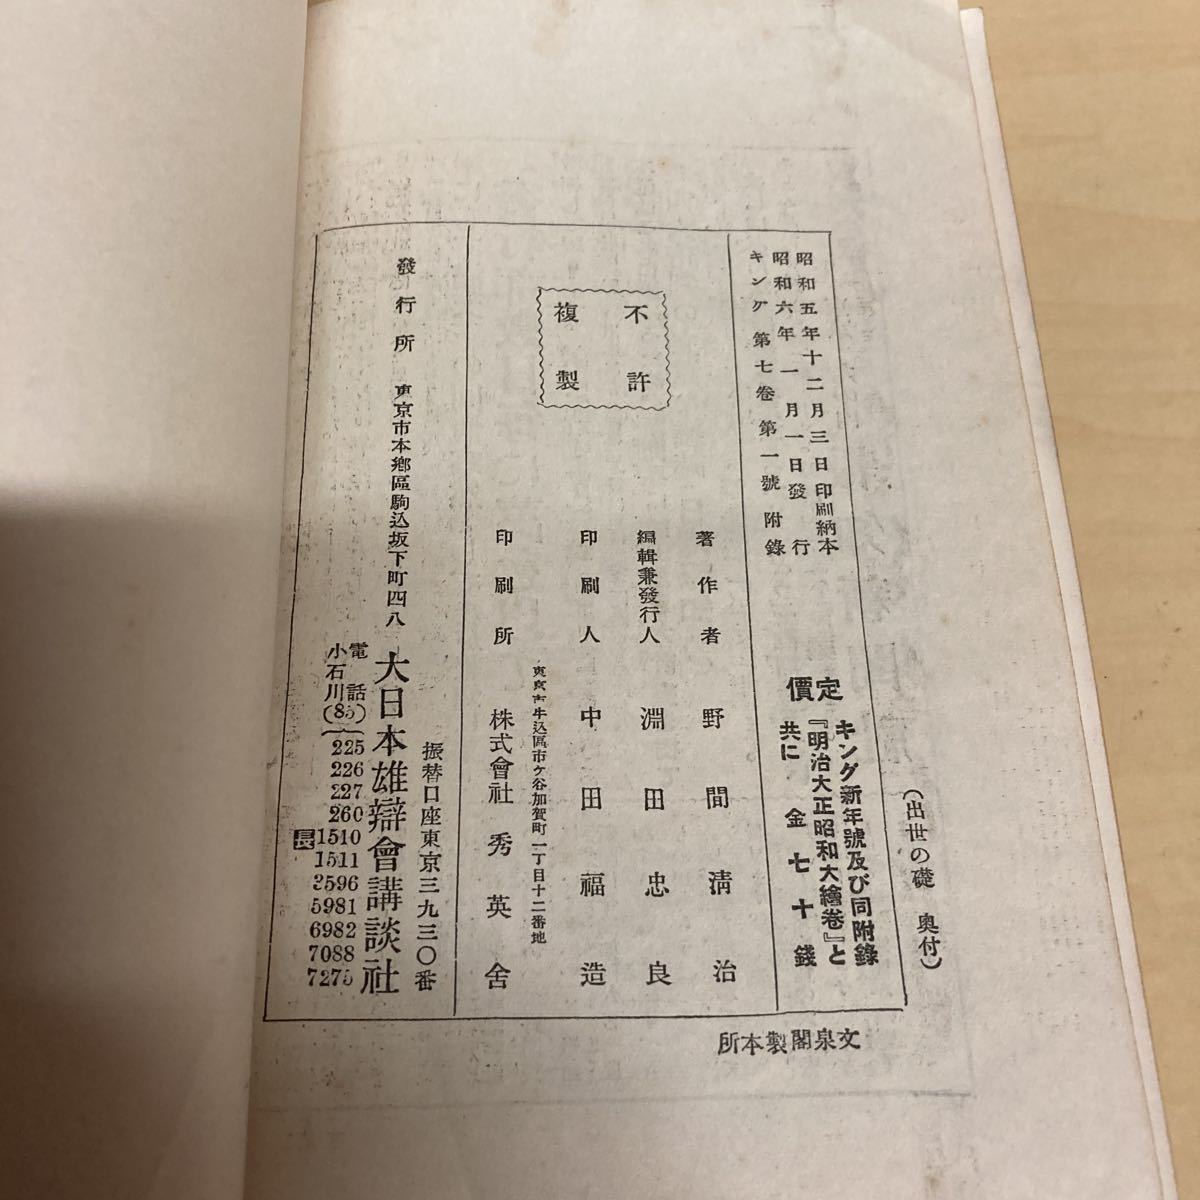 (出世の礎 奥付)
昭和五年十二月三日印刷納本
昭和六年一月一日發行
キング第七卷第一號附錄
定價
キング新年號及び同附錄
『明治大正昭和大繪卷』と
共に 金七十錢
不許
複製
著作者 野間淸治
編輯兼發行人 淵田忠良
印刷人 中田福造
東京市牛込區市ケ谷加賀町一丁目十二番地
印刷所 株式會社秀英舍
發行所 東京市本鄕區駒込坂下町四八
大日本雄辯會講談社
振替口座東京三九三〇番
電話
小石川(85)
225
226
227
260
長1510
1511
2596
5981
6982
7088
7275
文泉閣製本所